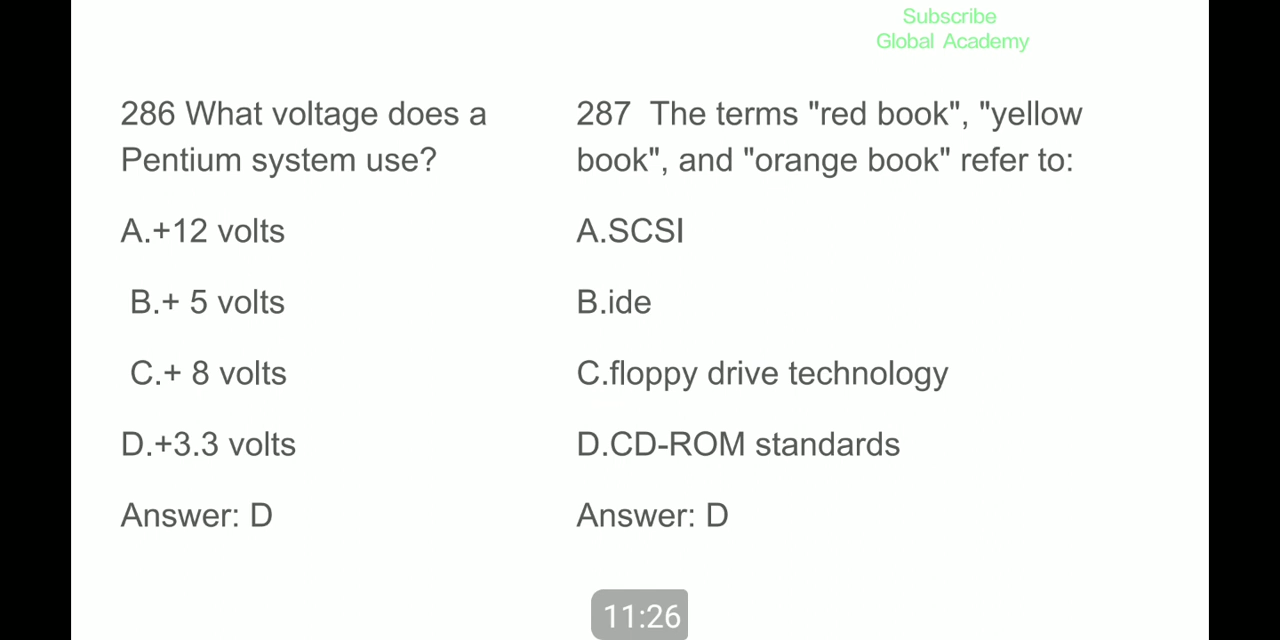 Subscribe
Global Academy
286 What voltage does a
Pentium system use?
A.+12 volts
B.+ 5 volts
C.+ 8 volts
D.+3.3 volts
Answer: D
287 The terms "red book", "yellow
book", and "orange book" refer to:
A.SCSI
B.ide
C.floppy drive technology
D.CD-ROM standards
Answer: D
11:26